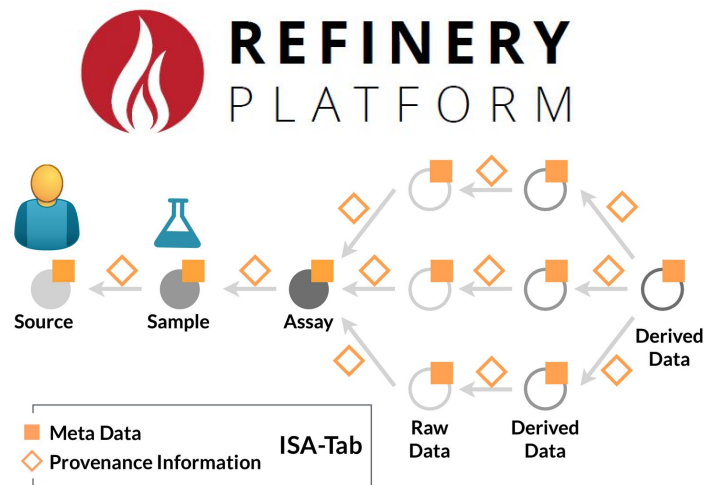 REFINERY
PLATFORM
Source
Sample
Assay
Derived
Data
Raw
Data
Derived
Data
Meta Data
Provenance Information
ISA-Tab